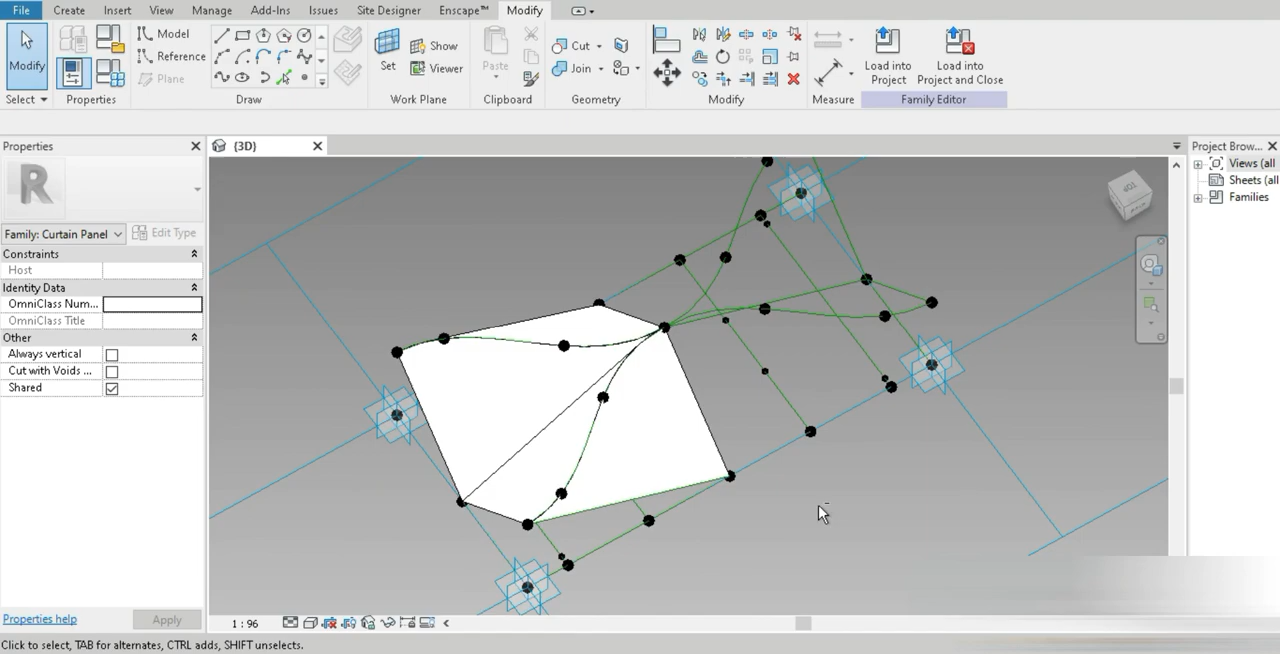 File Create Insert View Manage Add-Ins Issues Site Designer Enscape™ Modify
Modify
Model
Reference
Plane
Set
Show
Viewer
Paste
Cut
Join
Load into
Project
Load into
Project and Close
Select Properties Draw Work Plane Clipboard Geometry Modify Measure Family Editor
Properties
{3D}
Project Brow...
Views (all
Sheets (all
Families
R
Family: Curtain Panel
Edit Type
Constraints
Host
Identity Data
OmniClass Num...
OmniClass Title
Other
Always vertical
Cut with Voids ...
Shared
TOP
Properties help
Apply
1 : 96
Click to select, TAB for alternates, CTRL adds, SHIFT unselects.